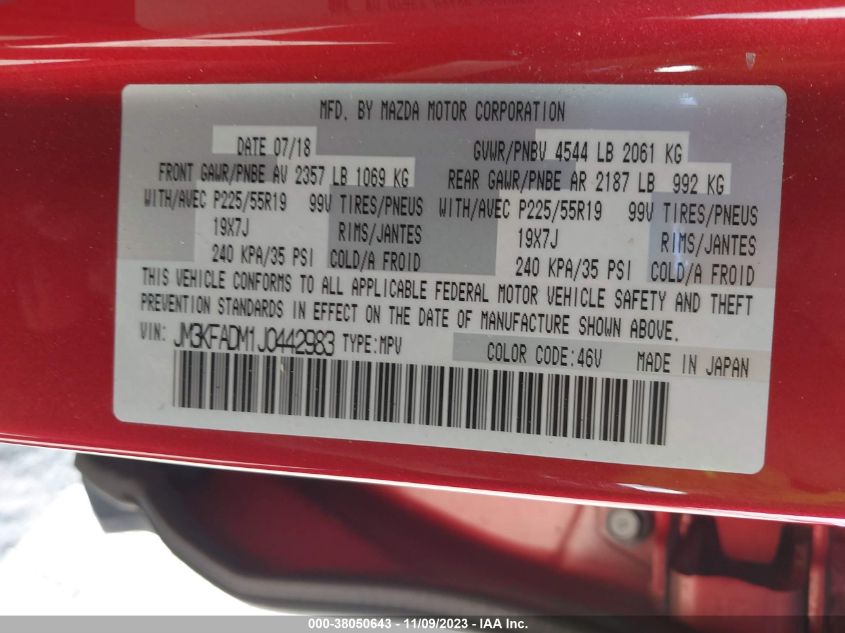 MFD. BY MAZDA MOTOR CORPORATION
DATE 07/18 GVWR/PNBV 4544 LB 2061 KG
FRONT GAWR/PNBE AV 2357 LB 1069 KG REAR GAWR/PNBE AR 2187 LB 992 KG
WITH/AVEC P225/55R19 99V TIRES/PNEUS WITH/AVEC P225/55R19 99V TIRES/PNEUS
19X7J RIMS/JANTES 19X7J RIMS/JANTES
240 KPA/35 PSI COLD/A FROID 240 KPA/35 PSI COLD/A FROID
THIS VEHICLE CONFORMS TO ALL APPLICABLE FEDERAL MOTOR VEHICLE SAFETY AND THEFT
PREVENTION STANDARDS IN EFFECT ON THE DATE OF MANUFACTURE SHOWN ABOVE.
VIN: JM3KFADM1J0442983 TYPE:MPV COLOR CODE:46V MADE IN JAPAN
000-38050643 - 11/09/2023 - IAA Inc.